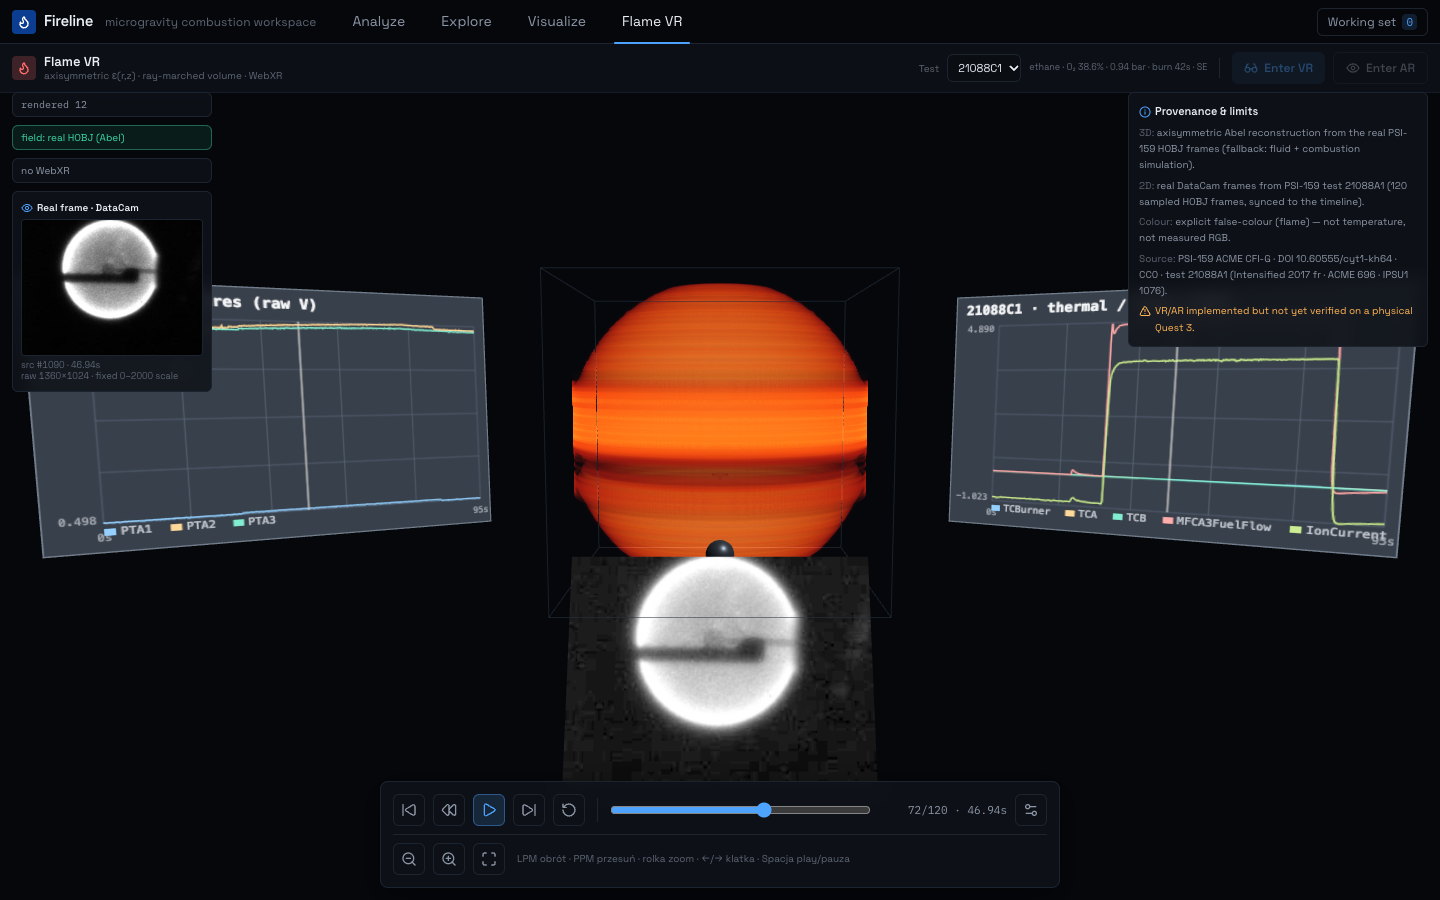 Fireline microgravity combustion workspace Analyze Explore Visualize Flame VR Working set 0
Flame VR
axisymmetric ε(r,z) · ray-marched volume · WebXR
Test 21088C1 ethane · O₂ 38.6% · 0.94 bar · burn 42s · SE Enter VR Enter AR
rendered 12
field: real HOBJ (Abel)
no WebXR
Real frame · DataCam
src #1090 · 46.94s
raw 1360×1024 · fixed 0–2000 scale
Provenance & limits
3D: axisymmetric Abel reconstruction from the real PSI-
159 HOBJ frames (fallback: fluid + combustion
simulation).
2D: real DataCam frames from PSI-159 test 21088A1 (120
sampled HOBJ frames, synced to the timeline).
Colour: explicit false-colour (flame) — not temperature,
not measured RGB.
Source: PSI-159 ACME CFI-G · DOI 10.60555/cyt1-kh64 ·
CC0 · test 21088A1 (Intensified 2017 fr · ACME 696 · IPSU1
1076).
VR/AR implemented but not yet verified on a physical
Quest 3.
res (raw V)
0.498
0s
95s
PTA1 PTA2 PTA3
21088C1 · thermal /
4.890
-1.023
0s
95s
TCBurner TCA TCB MFCA3FuelFlow IonCurrent
72/120 · 46.94s
LPM obrót · PPM przesuń · rolka zoom · ←/→ klatka · Spacja play/pauza